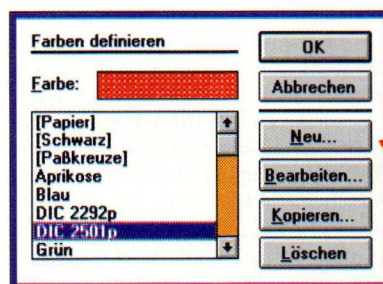 Farben definieren
Farbe:
[Papier]
[Schwarz]
[Paßkreuze]
Aprikose
Blau
DIC 2292p
DIC 2501p
Grün
OK
Abbrechen
Neu...
Bearbeiten...
Kopieren...
Löschen